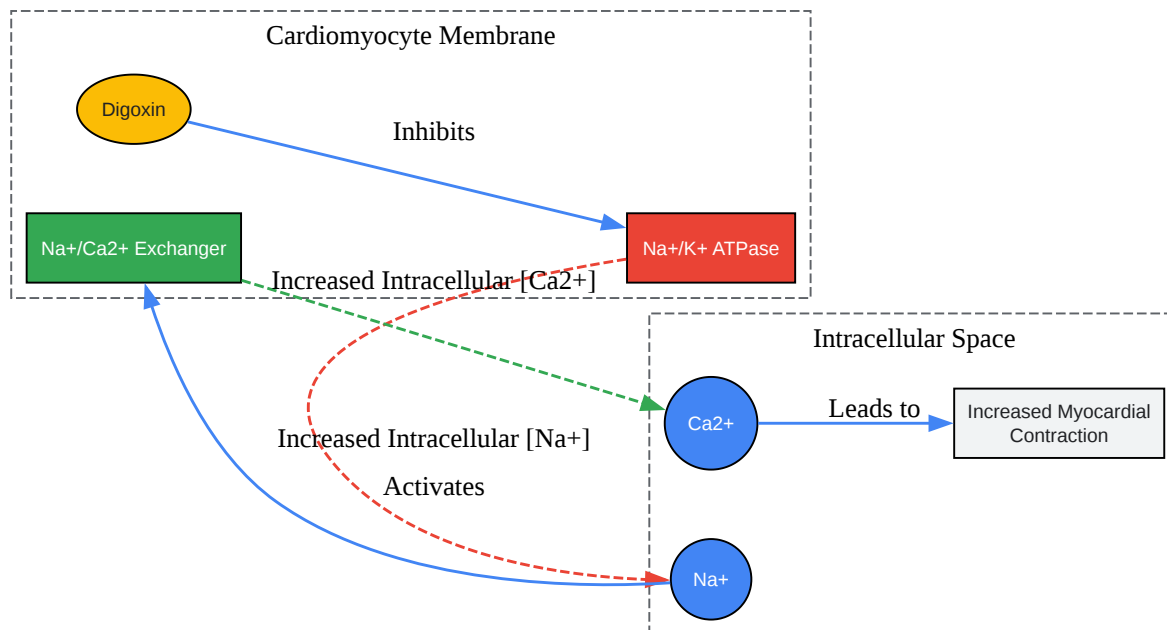 Cardiomyocyte Membrane
Digoxin
Inhibits
Na+/Ca2+ Exchanger
Na+/K+ ATPase
Increased Intracellular [Ca2+]
Intracellular Space
Ca2+
Leads to
Increased Myocardial
Contraction
Increased Intracellular [Na+]
Activates
Na+